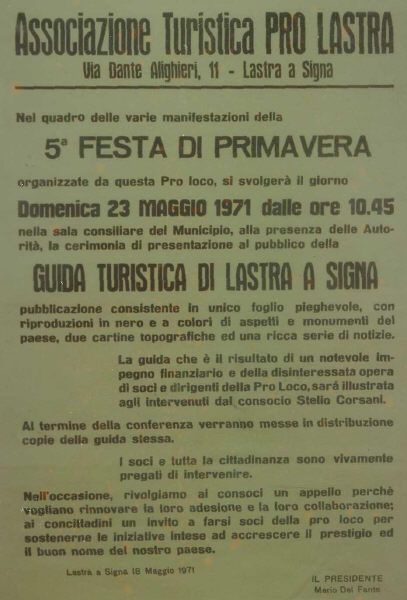 Associazione Turistica PRO LASTRA
Via Dante Alighieri, 11 - Lastra a Signa
Nel quadro delle varie manifestazioni della
5ª FESTA DI PRIMAVERA
organizzate da questa Pro loco, si svolgerà il giorno
Domenica 23 MAGGIO 1971 dalle ore 10.45
nella sala consiliare del Municipio, alla presenza delle Auto-
rità, la cerimonia di presentazione al pubblico della
GUIDA TURISTICA DI LASTRA A SIGNA
pubblicazione consistente in unico foglio pieghevole, con
riproduzioni in nero e a colori di aspetti e monumenti del
paese, due cartine topografiche ed una ricca serie di notizie.
La guida che è il risultato di un notevole im-
pegno finanziario e della disinteressata opera
di soci e dirigenti della Pro Loco, sarà illustrata
agli intervenuti dal consocio Stelio Corsani.
Al termine della conferenza verranno messe in distribuzione
copie della guida stessa.
I soci e tutta la cittadinanza sono vivamente
pregati di intervenire.
Nell'occasione, rivolgiamo ai consoci un appello perchè
vogliano rinnovare la loro adesione e la loro collaborazione;
ai concittadini un invito a farsi soci della pro loco per
sostenerne le iniziative intese ad accrescere il prestigio ed
il buon nome del nostro paese.
Lastra a Signa 18 Maggio 1971
IL PRESIDENTE
Mario Del Fante